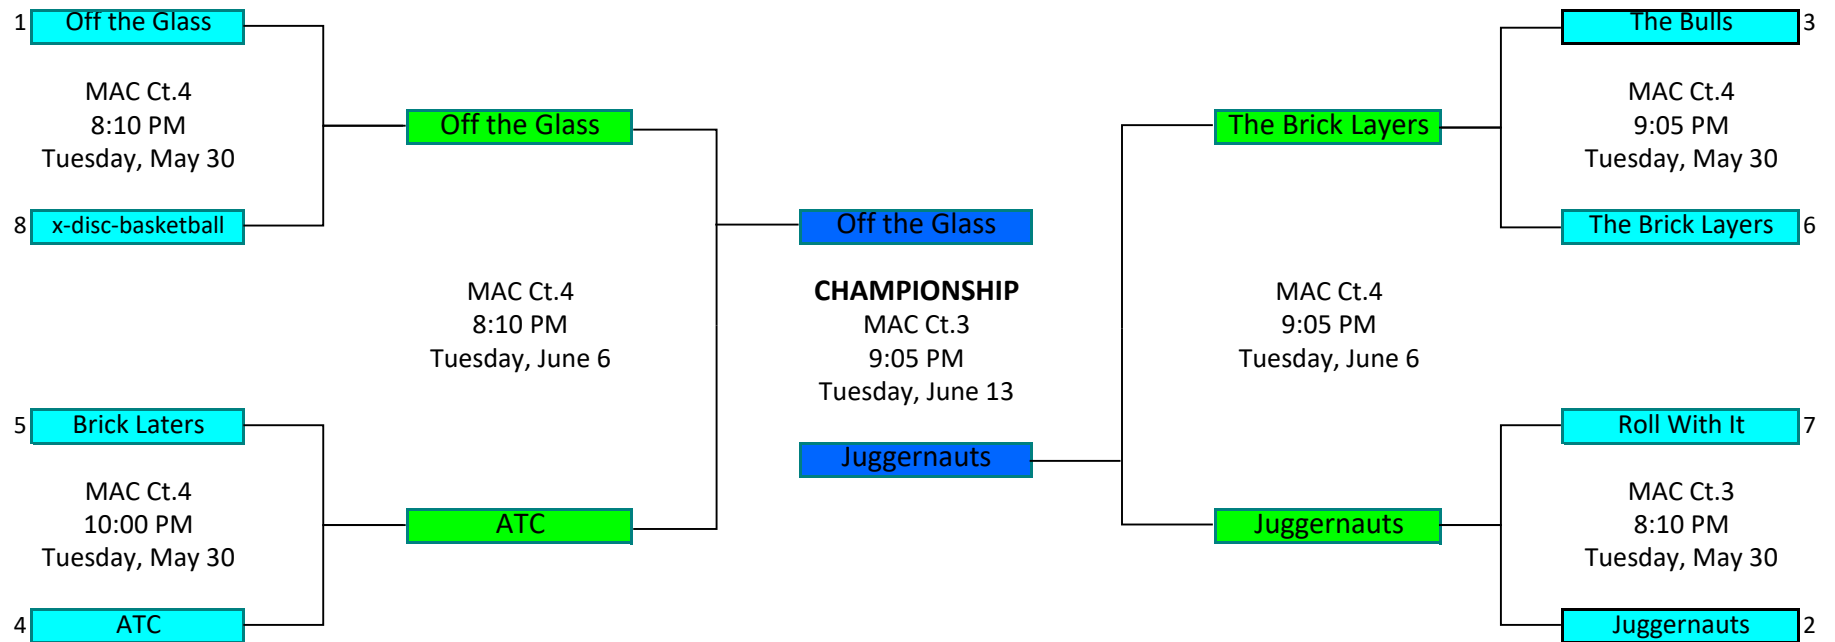 1 Off the Glass
MAC Ct.4
8:10 PM
Tuesday, May 30
8 x-disc-basketball
5 Brick Laters
MAC Ct.4
10:00 PM
Tuesday, May 30
4 ATC
Off the Glass
MAC Ct.4
8:10 PM
Tuesday, June 6
ATC
Off the Glass
CHAMPIONSHIP
MAC Ct.3
9:05 PM
Tuesday, June 13
Juggernauts
The Brick Layers
MAC Ct.4
9:05 PM
Tuesday, June 6
Juggernauts
The Bulls 3
MAC Ct.4
9:05 PM
Tuesday, May 30
The Brick Layers 6
Roll With It 7
MAC Ct.3
8:10 PM
Tuesday, May 30
Juggernauts 2